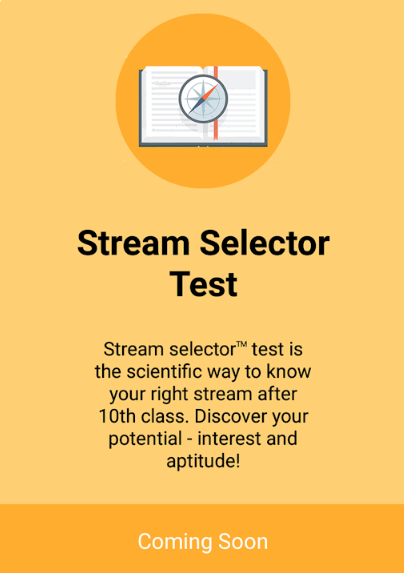 Stream Selector
Test
Stream selector™ test is
the scientific way to know
your right stream after
10th class. Discover your
potential - interest and
aptitude!
Coming Soon